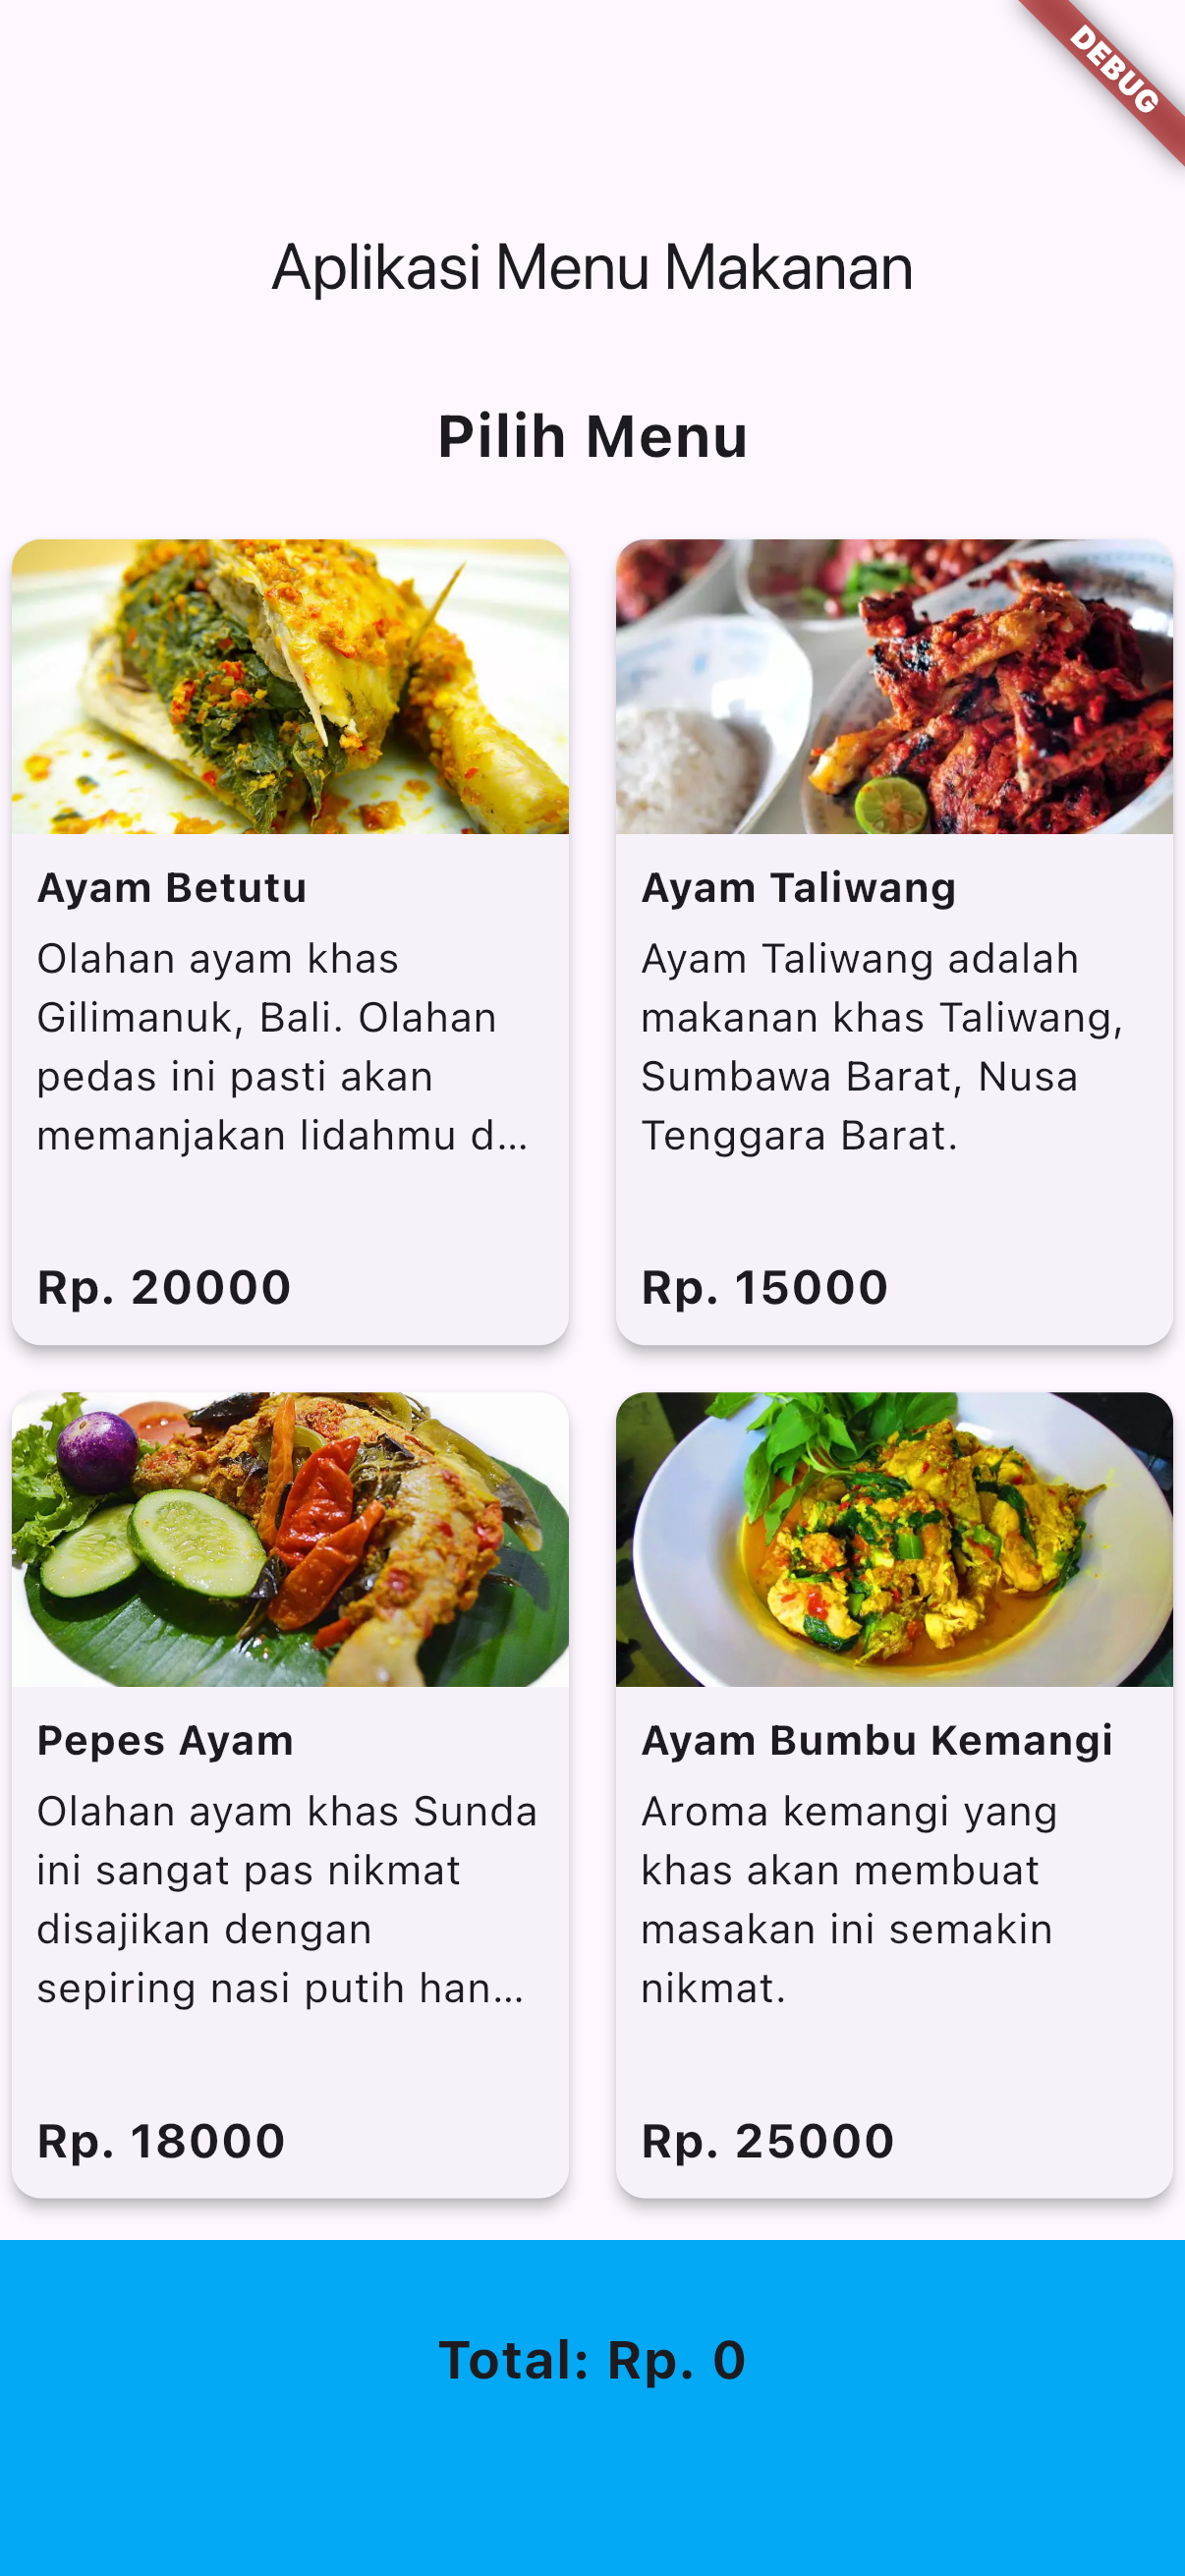 DEBUG
Aplikasi Menu Makanan
Pilih Menu
Ayam Betutu
Olahan ayam khas
Gilimanuk, Bali. Olahan
pedas ini pasti akan
memanjakan lidahmu d...
Rp. 20000
Ayam Taliwang
Ayam Taliwang adalah
makanan khas Taliwang,
Sumbawa Barat, Nusa
Tenggara Barat.
Rp. 15000
Pepes Ayam
Olahan ayam khas Sunda
ini sangat pas nikmat
disajikan dengan
sepiring nasi putih han...
Rp. 18000
Ayam Bumbu Kemangi
Aroma kemangi yang
khas akan membuat
masakan ini semakin
nikmat.
Rp. 25000
Total: Rp. 0